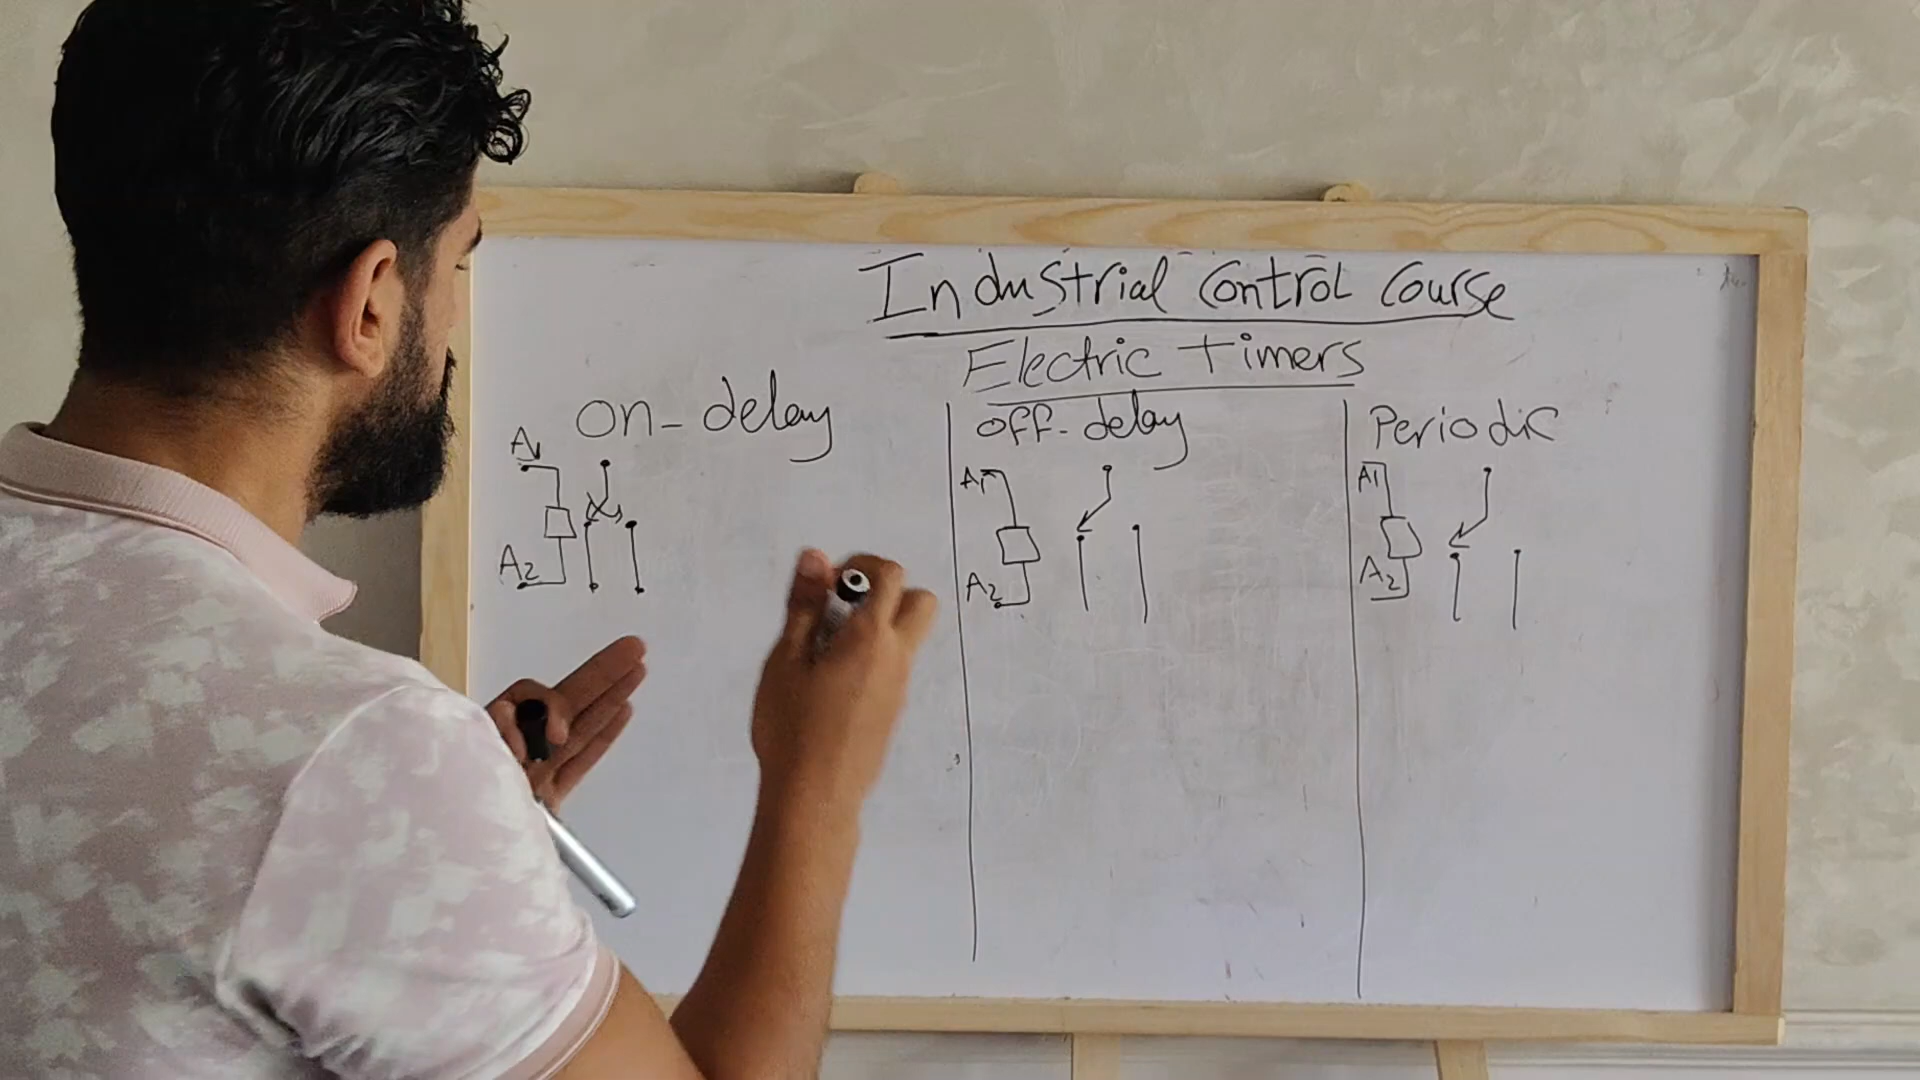 Industrial Control Course
Electric Timers
on-delay
off-delay
Periodic
A1
A2
A1
A2
A1
A2